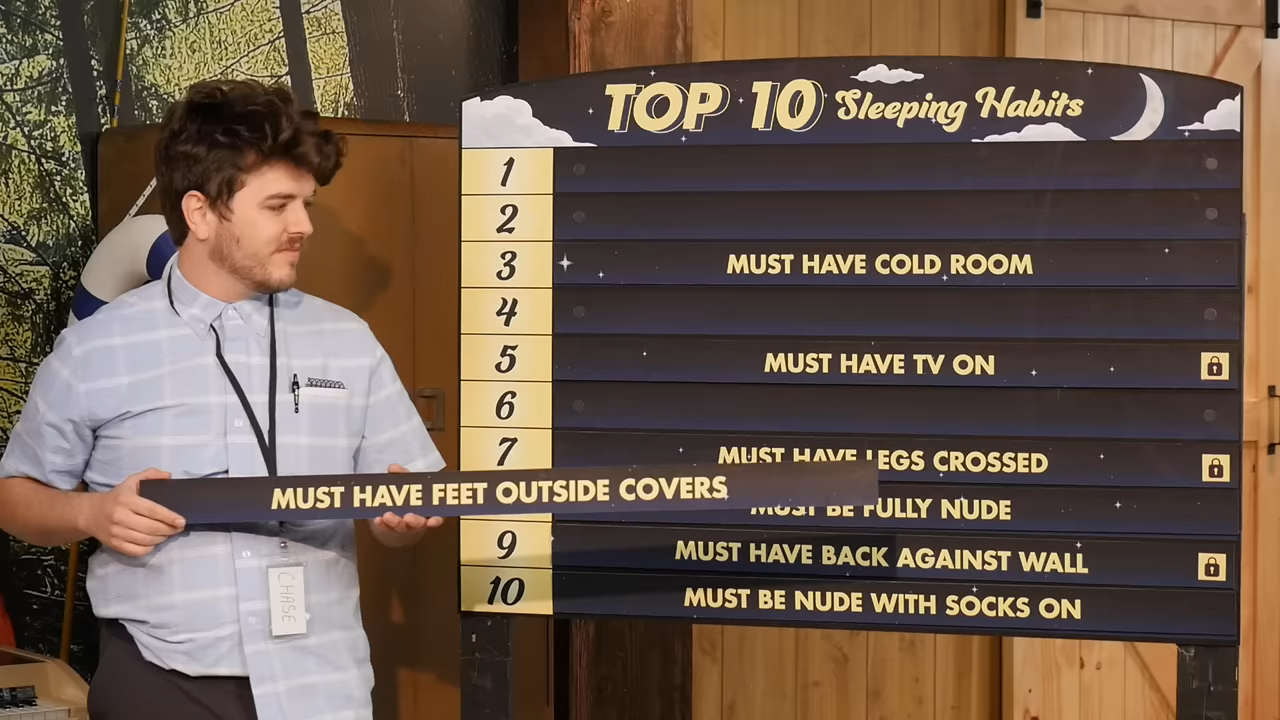 TOP 10 Sleeping Habits
1
2
3 MUST HAVE COLD ROOM
4
5 MUST HAVE TV ON
6
7 MUST HAVE LEGS CROSSED
MUST HAVE FEET OUTSIDE COVERS
MUST BE FULLY NUDE
9 MUST HAVE BACK AGAINST WALL
10 MUST BE NUDE WITH SOCKS ON
CHASE